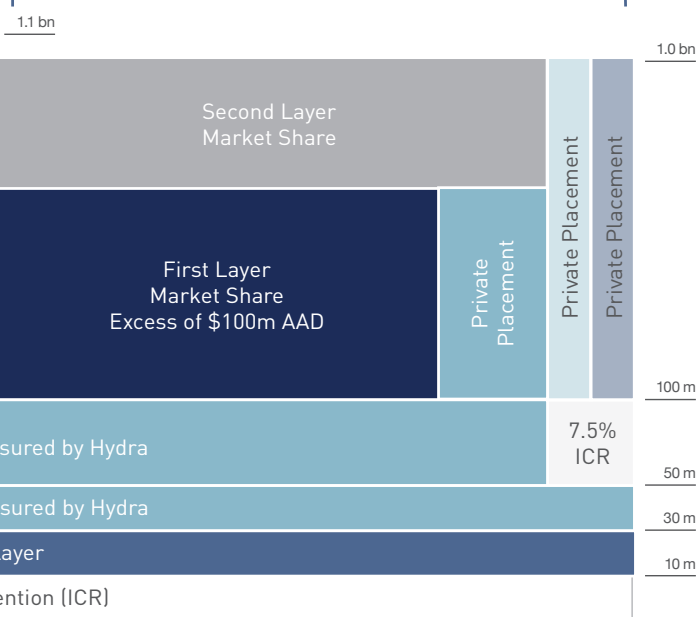 1.1 bn
1.0 bn
Second Layer
Market Share
Private Placement
Private Placement
First Layer
Market Share
Excess of $100m AAD
Private
Placement
100 m
7.5%
ICR
sured by Hydra
50 m
sured by Hydra
30 m
ayer
10 m
ention (ICR)